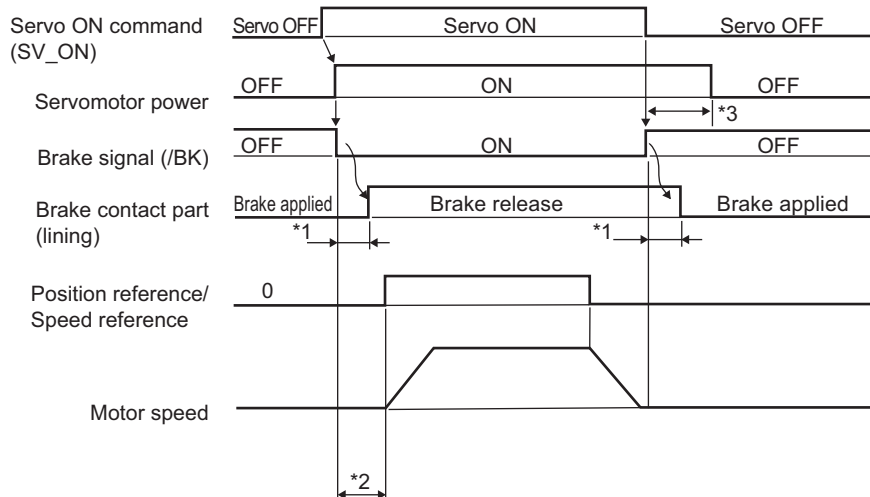 Servo ON command
(SV_ON)
Servo OFF
Servo ON
Servo OFF
Servomotor power
OFF
ON
OFF
*3
Brake signal (/BK)
OFF
ON
OFF
Brake contact part
(lining)
Brake applied
Brake release
Brake applied
*1
*1
Position reference/
Speed reference
0
Motor speed
*2